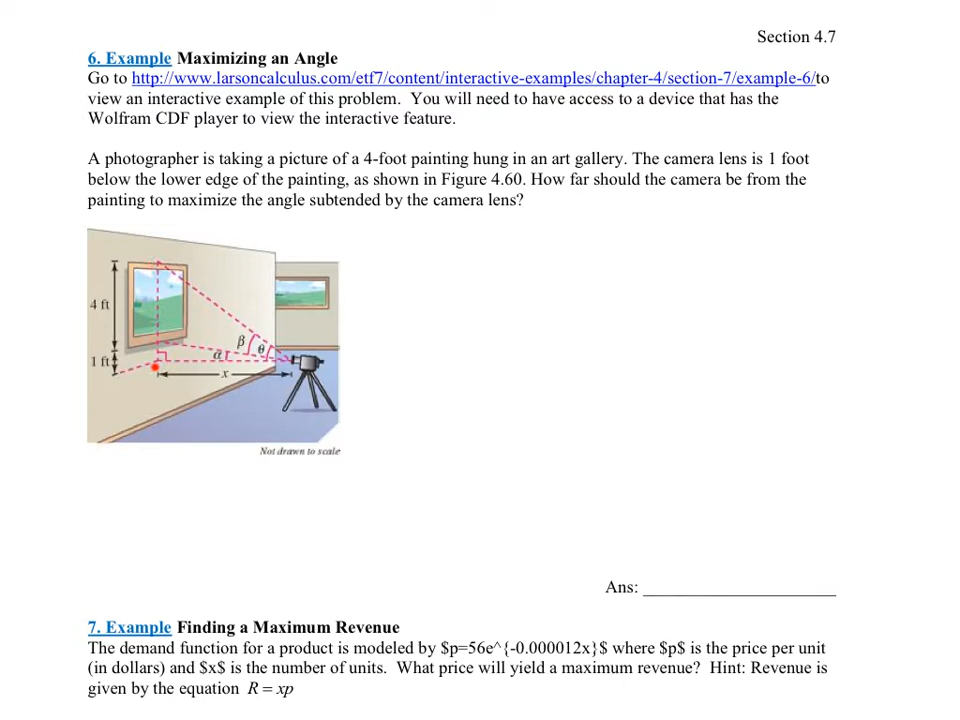 Section 4.7
6. Example Maximizing an Angle
Go to http://www.larsoncalculus.com/etf7/content/interactive-examples/chapter-4/section-7/example-6/to
view an interactive example of this problem.  You will need to have access to a device that has the
Wolfram CDF player to view the interactive feature.
A photographer is taking a picture of a 4-foot painting hung in an art gallery. The camera lens is 1 foot
below the lower edge of the painting, as shown in Figure 4.60. How far should the camera be from the
painting to maximize the angle subtended by the camera lens?
4 ft
β
θ
α
1 ft
x
Not drawn to scale
Ans: ____________________
7. Example Finding a Maximum Revenue
The demand function for a product is modeled by $p=56e^{-0.000012x}$ where $p$ is the price per unit
(in dollars) and $x$ is the number of units.  What price will yield a maximum revenue?  Hint: Revenue is
given by the equation R = xp